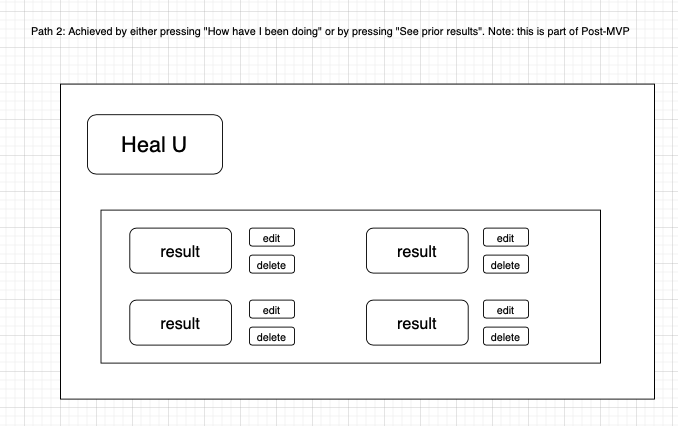 Path 2: Achieved by either pressing "How have I been doing" or by pressing "See prior results". Note: this is part of Post-MVP
Heal U
result
edit
delete
result
edit
delete
result
edit
delete
result
edit
delete